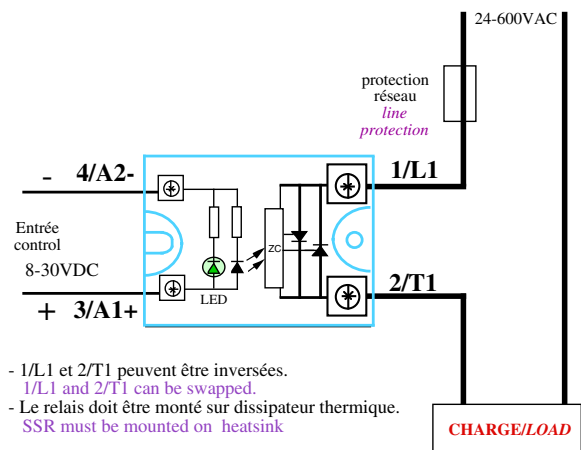 24-600VAC
protection
réseau
line
protection
- 4/A2-
1/L1
Entrée
control
8-30VDC
ZC
LED
+ 3/A1+
2/T1
- 1/L1 et 2/T1 peuvent être inversées.
1/L1 and 2/T1 can be swapped.
- Le relais doit être monté sur dissipateur thermique.
SSR must be mounted on heatsink
CHARGE/LOAD